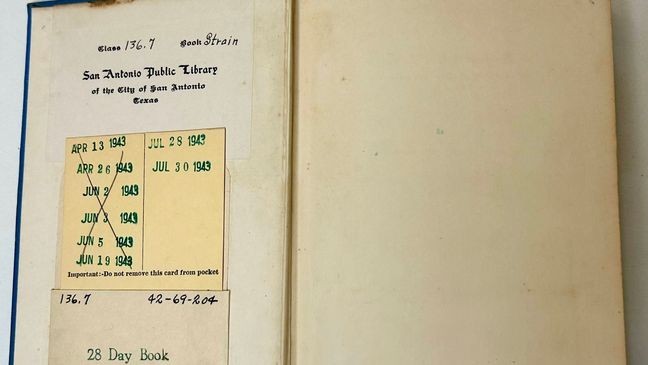 Class 136.7 Book Strain
San Antonio Public Library
of the City of San Antonio
Texas
APR 13 1943
APR 26 1943
JUN 2 1943
JUN 3 1943
JUN 5 1943
JUN 19 1943
JUL 28 1943
JUL 30 1943
Important:-Do not remove this card from pocket
136.7 42-69-204
28 Day Book